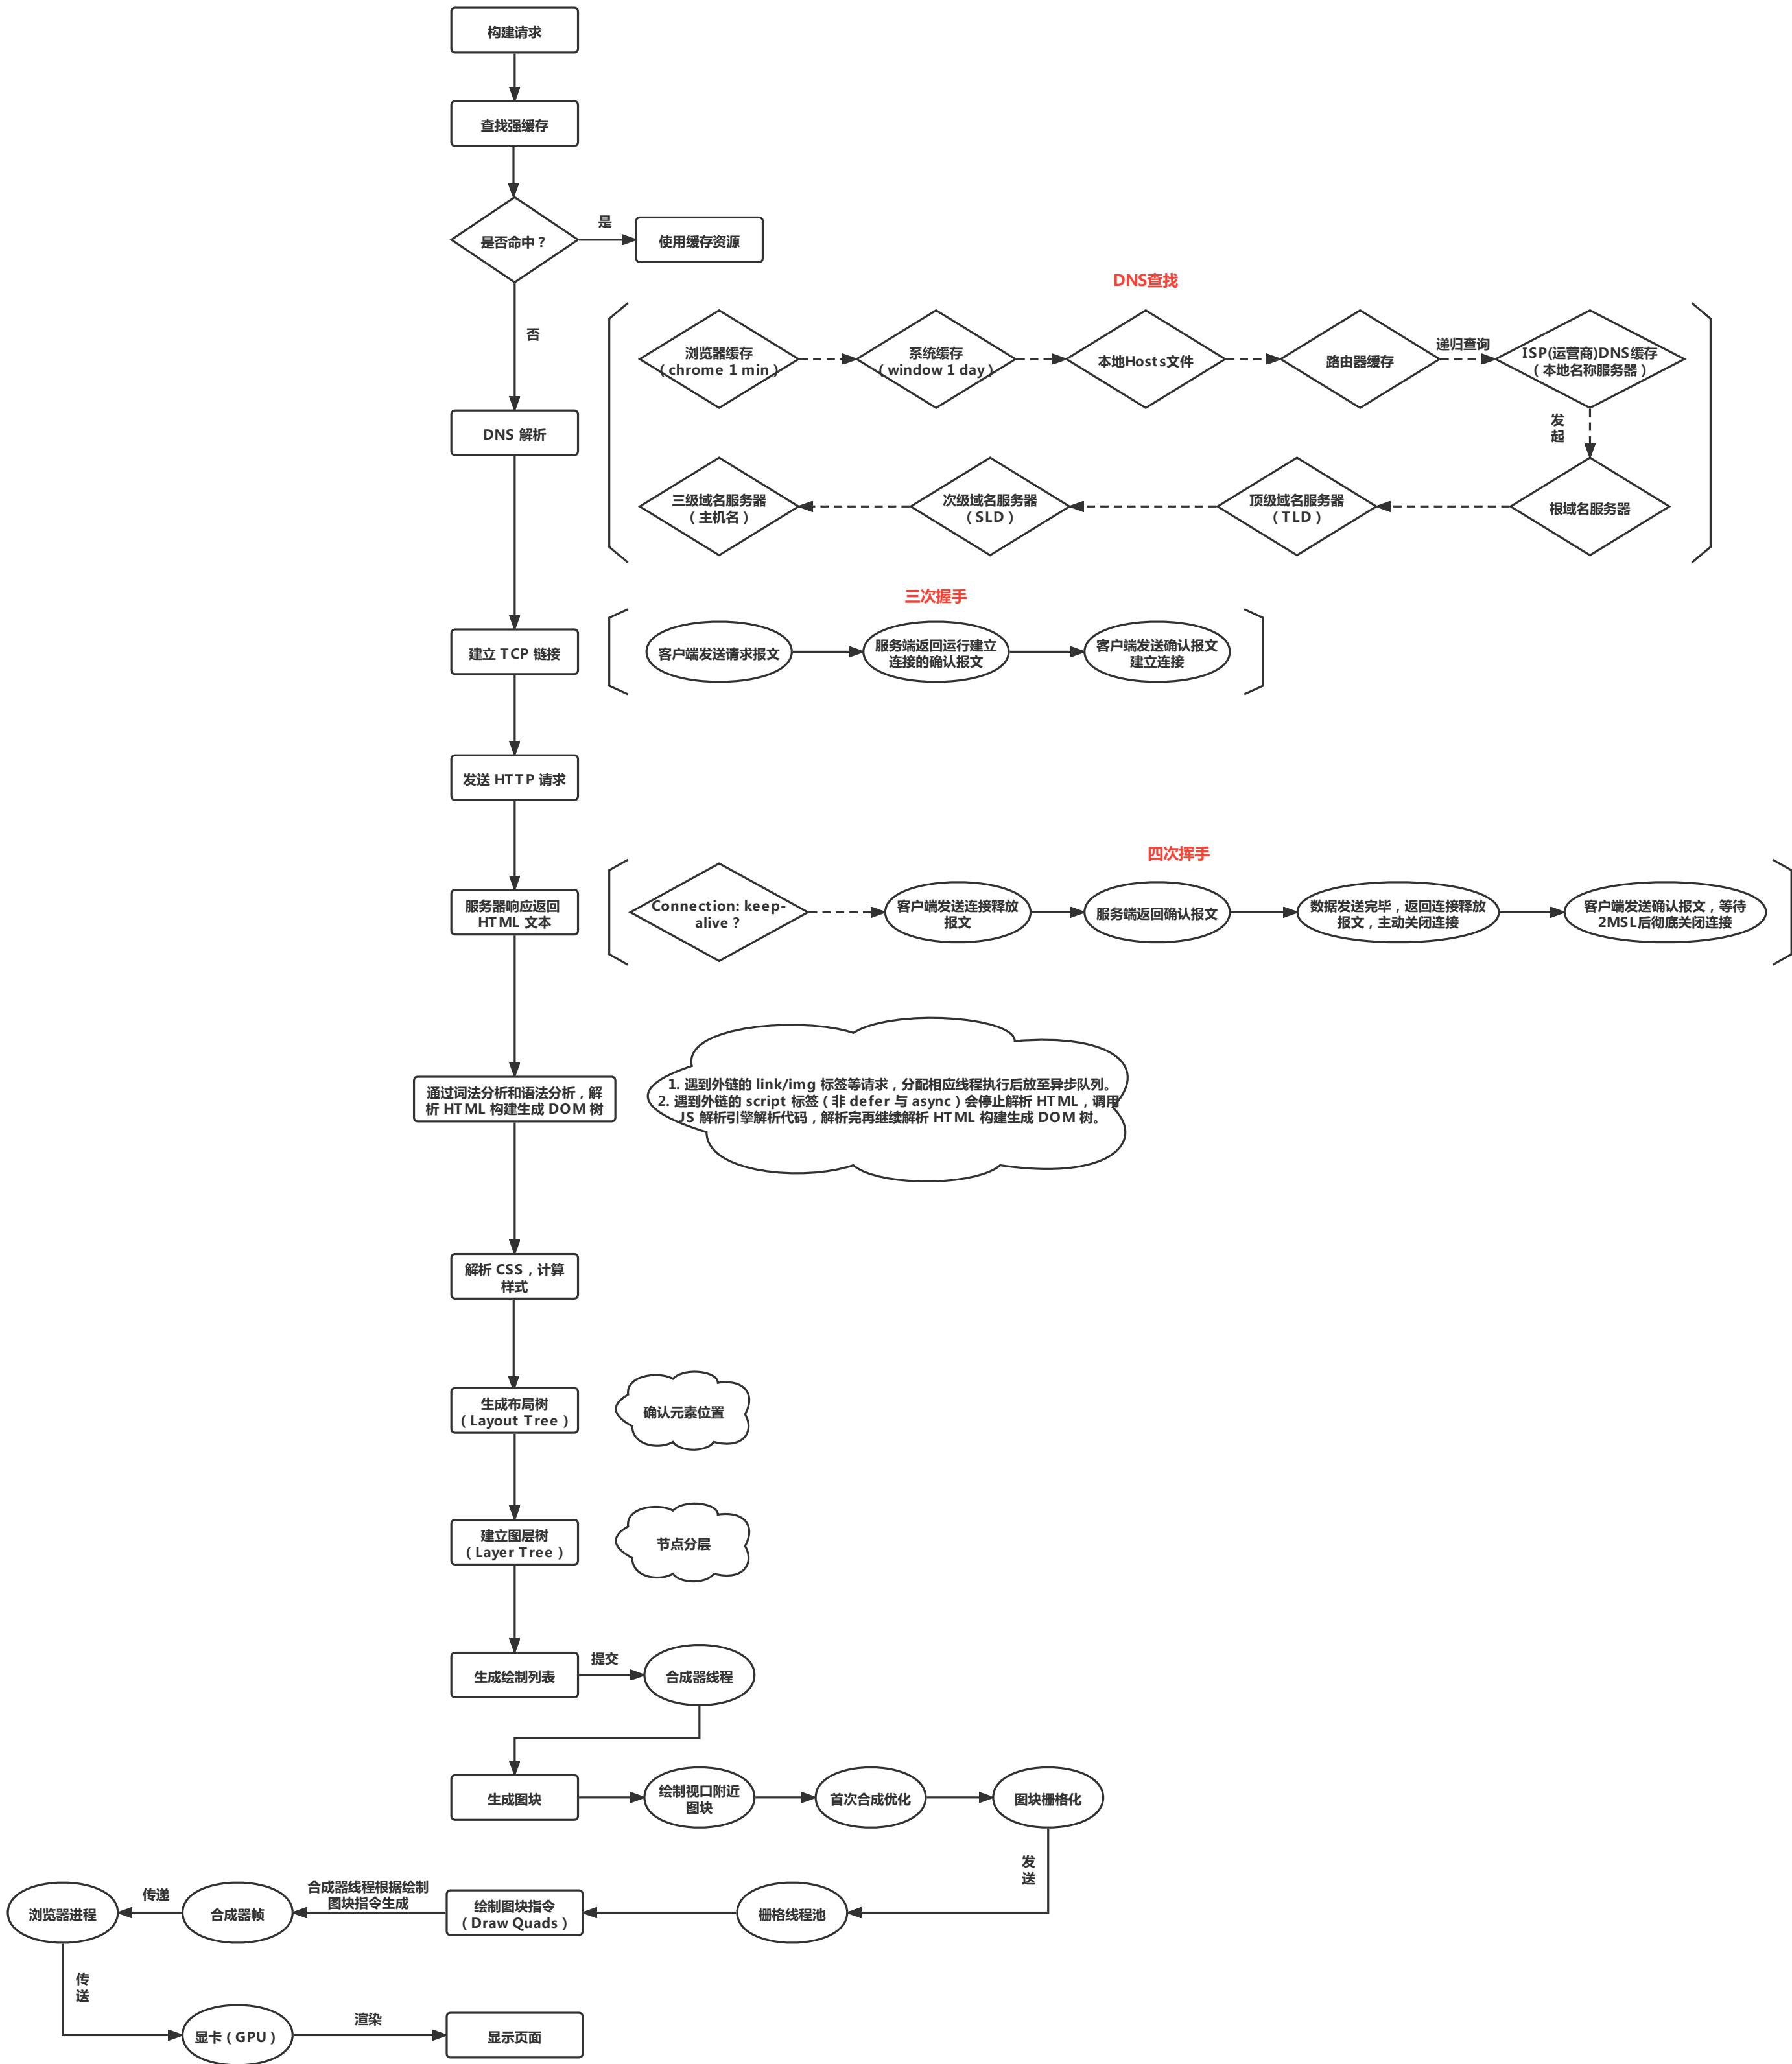 构建请求
查找强缓存
是否命中？
是
使用缓存资源
否
DNS查找
浏览器缓存
（chrome 1 min）
系统缓存
（window 1 day）
本地Hosts文件
路由器缓存
递归查询
ISP(运营商)DNS缓存
（本地名称服务器）
发
起
DNS 解析
三级域名服务器
（主机名）
次级域名服务器
（SLD）
顶级域名服务器
（TLD）
根域名服务器
三次握手
建立 TCP 链接
客户端发送请求报文
服务端返回运行建立
连接的确认报文
客户端发送确认报文
建立连接
发送 HTTP 请求
四次挥手
服务器响应返回
HTML 文本
Connection: keep-
alive？
客户端发送连接释放
报文
服务端返回确认报文
数据发送完毕，返回连接释放
报文，主动关闭连接
客户端发送确认报文，等待
2MSL后彻底关闭连接
通过词法分析和语法分析，解
析 HTML 构建生成 DOM 树
1. 遇到外链的 link/img 标签等请求，分配相应线程执行后放至异步队列。
2. 遇到外链的 script 标签（非 defer 与 async）会停止解析 HTML，调用
JS 解析引擎解析代码，解析完再继续解析 HTML 构建生成 DOM 树。
解析 CSS，计算
样式
生成布局树
（Layout Tree）
确认元素位置
建立图层树
（Layer Tree）
节点分层
生成绘制列表
提交
合成器线程
生成图块
绘制视口附近
图块
首次合成优化
图块栅格化
发
送
栅格线程池
绘制图块指令
（Draw Quads）
合成器线程根据绘制
图块指令生成
合成器帧
传递
浏览器进程
传
送
显卡（GPU）
渲染
显示页面